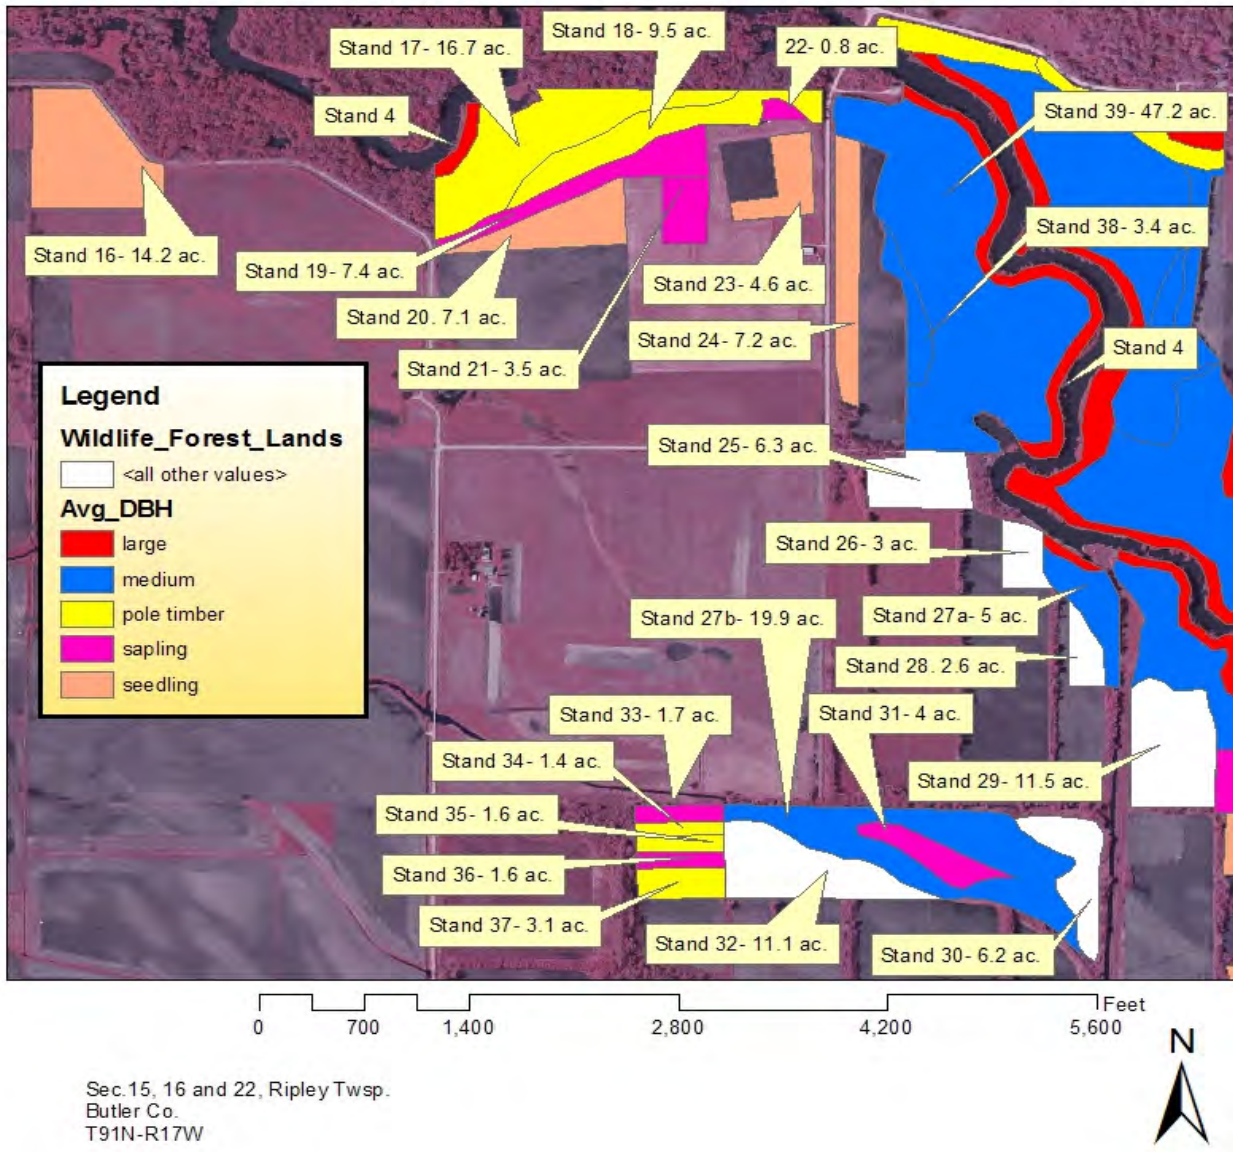 Stand 17- 16.7 ac.
Stand 18- 9.5 ac.
22- 0.8 ac.
Stand 4
Stand 39- 47.2 ac.
Stand 38- 3.4 ac.
Stand 16- 14.2 ac.
Stand 19- 7.4 ac.
Stand 23- 4.6 ac.
Stand 20. 7.1 ac.
Stand 24- 7.2 ac.
Stand 21- 3.5 ac.
Stand 4
Legend
Wildlife_Forest_Lands
<all other values>
Avg_DBH
large
medium
pole timber
sapling
seedling
Stand 25- 6.3 ac.
Stand 26- 3 ac.
Stand 27b- 19.9 ac.
Stand 27a- 5 ac.
Stand 28. 2.6 ac.
Stand 33- 1.7 ac.
Stand 31- 4 ac.
Stand 34- 1.4 ac.
Stand 29- 11.5 ac.
Stand 35- 1.6 ac.
Stand 36- 1.6 ac.
Stand 37- 3.1 ac.
Stand 32- 11.1 ac.
Stand 30- 6.2 ac.
Feet
0 700 1,400 2,800 4,200 5,600
N
Sec.15, 16 and 22, Ripley Twsp.
Butler Co.
T91N-R17W